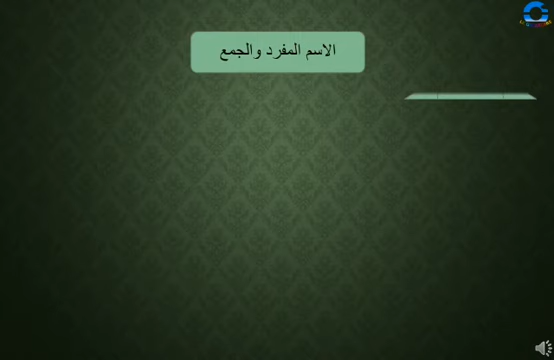 الاسم المفرد والجمع